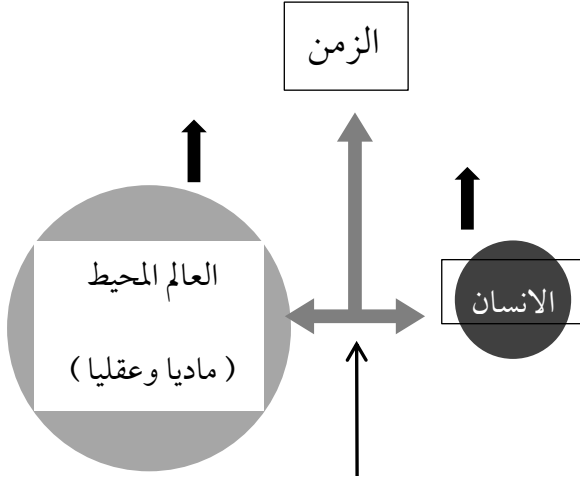 الزمن
العالم المحيط
( ماديا وعقليا )
الانسان